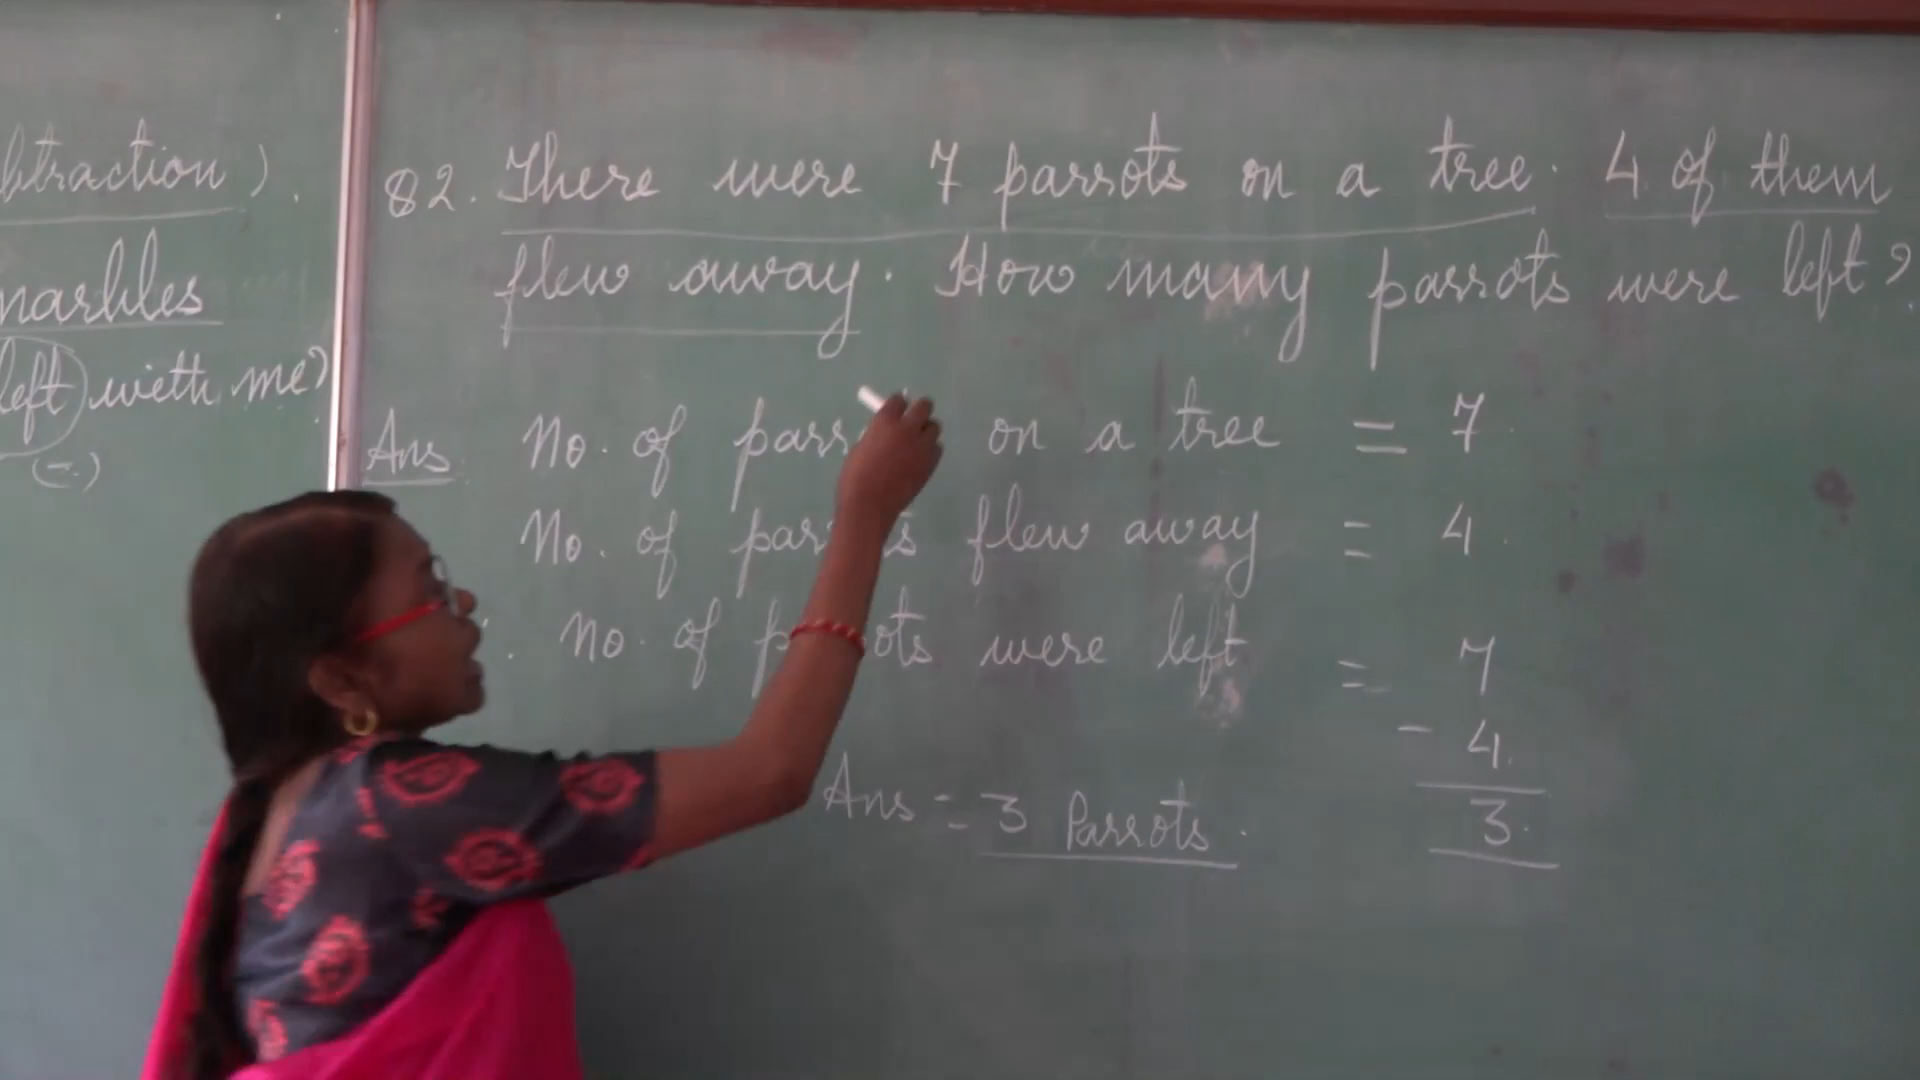 btraction).
marbles
left) with me?
(-)
82. There were 7 parrots on a tree. 4 of them
flew away. How many parrots were left?
Ans No. of on a tree = 7
No. of flew away = 4.
No. of were left = 7
- 4
3
Ans = 3 Parrots.